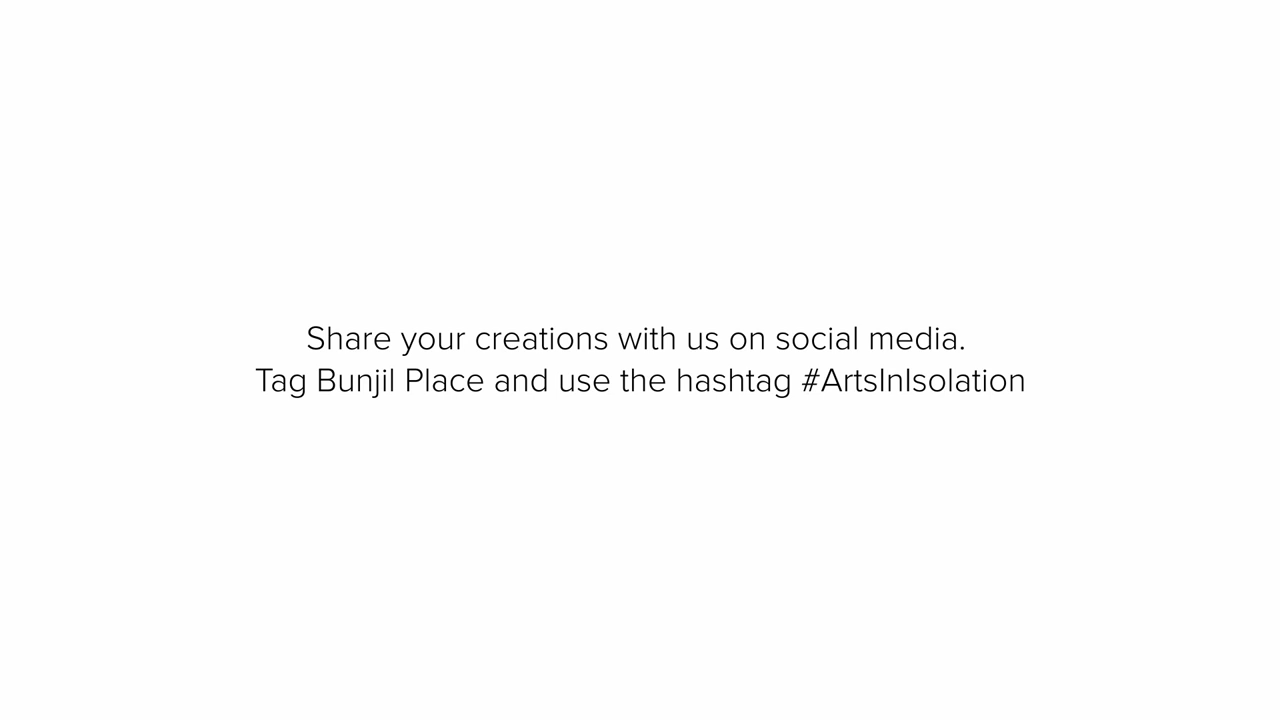 Share your creations with us on social media.
Tag Bunjil Place and use the hashtag #ArtsInIsolation